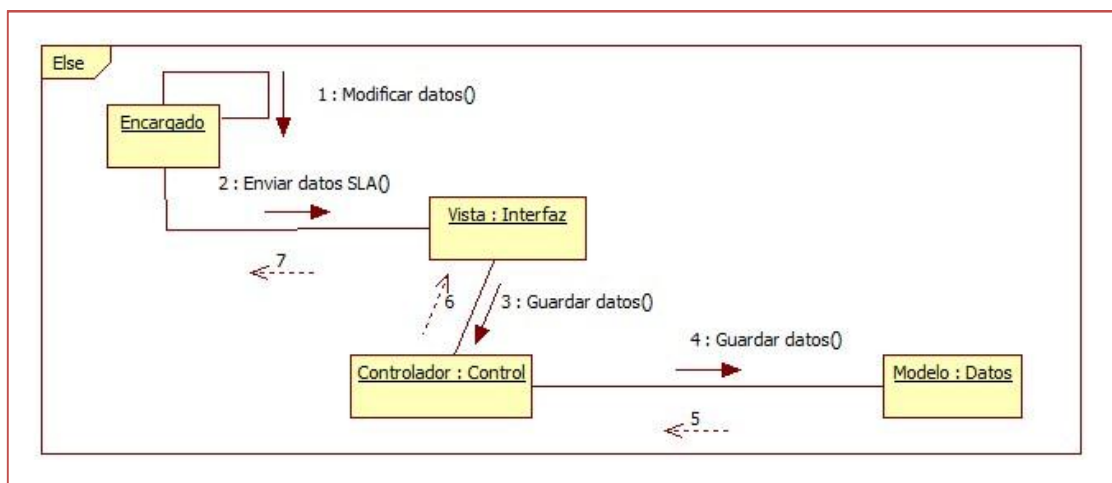 Else
1 : Modificar datos()
Encargado
2 : Enviar datos SLA()
Vista : Interfaz
7
6
3 : Guardar datos()
4 : Guardar datos()
Controlador : Control
Modelo : Datos
5